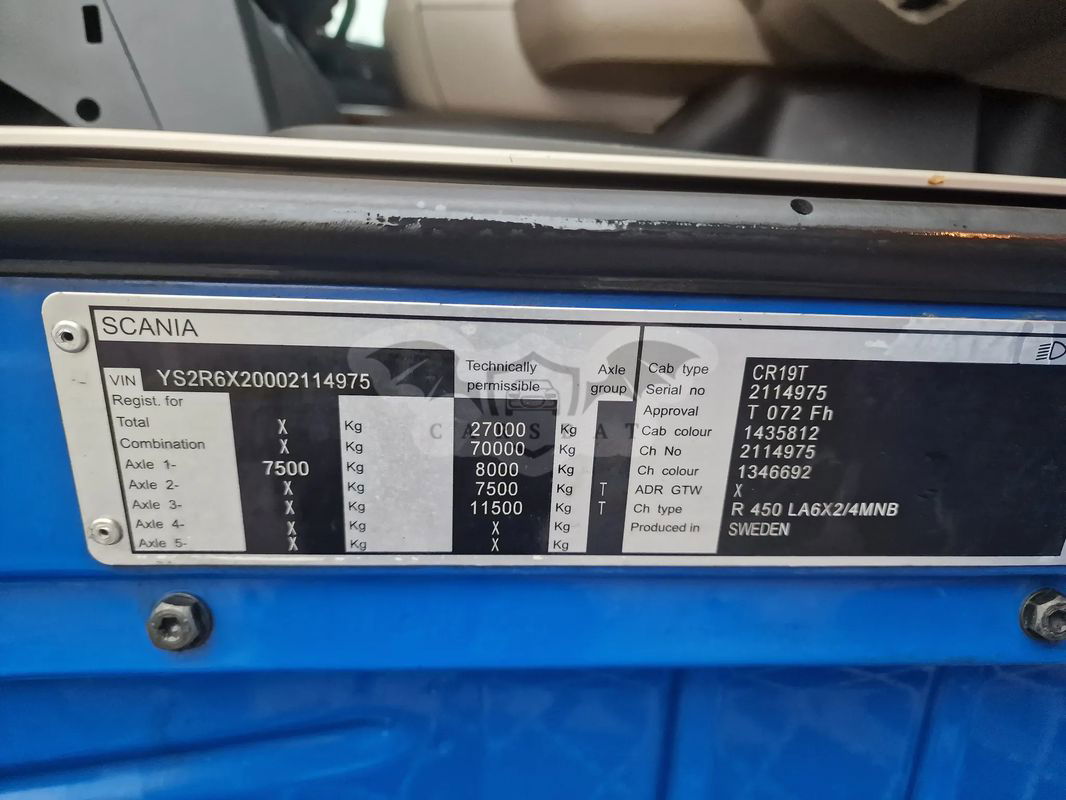 SCANIA
VIN YS2R6X20002114975 Technically permissible Axle group Cab type CR19T
Regist. for Serial no 2114975
Approval T 072 Fh
Total X Kg 27000 Kg Cab colour 1435812
Combination X Kg 70000 Kg Ch No 2114975
Axle 1- 7500 Kg 8000 Kg Ch colour 1346692
Axle 2- X Kg 7500 Kg T ADR GTW X
Axle 3- X Kg 11500 Kg T Ch type R 450 LA6X2/4MNB
Axle 4- X Kg X Kg Produced in SWEDEN
Axle 5- X Kg X Kg